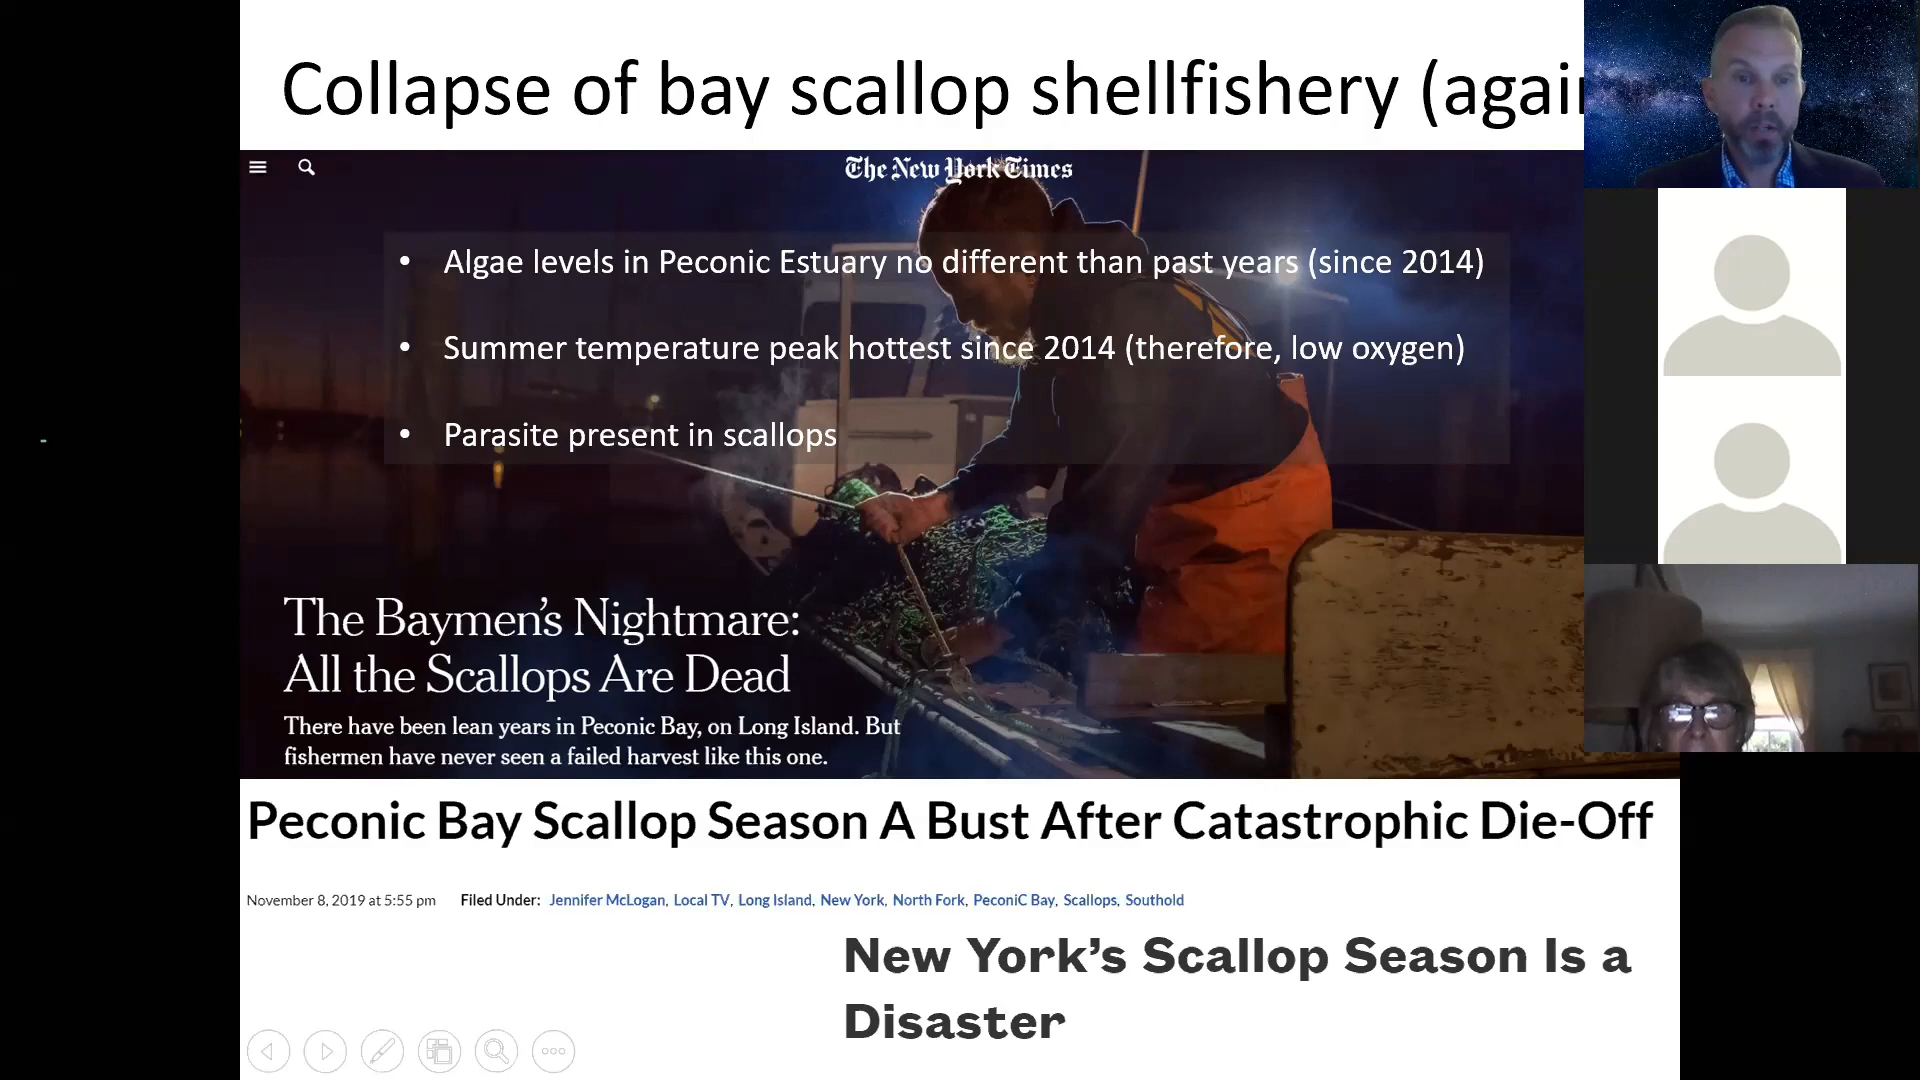 Collapse of bay scallop shellfishery (again
The New York Times
• Algae levels in Peconic Estuary no different than past years (since 2014)
• Summer temperature peak hottest since 2014 (therefore, low oxygen)
• Parasite present in scallops
The Baymen's Nightmare:
All the Scallops Are Dead
There have been lean years in Peconic Bay, on Long Island. But
fishermen have never seen a failed harvest like this one.
Peconic Bay Scallop Season A Bust After Catastrophic Die-Off
November 8, 2019 at 5:55 pm Filed Under: Jennifer McLogan, Local TV, Long Island, New York, North Fork, PeconiC Bay, Scallops, Southold
New York's Scallop Season Is a
Disaster